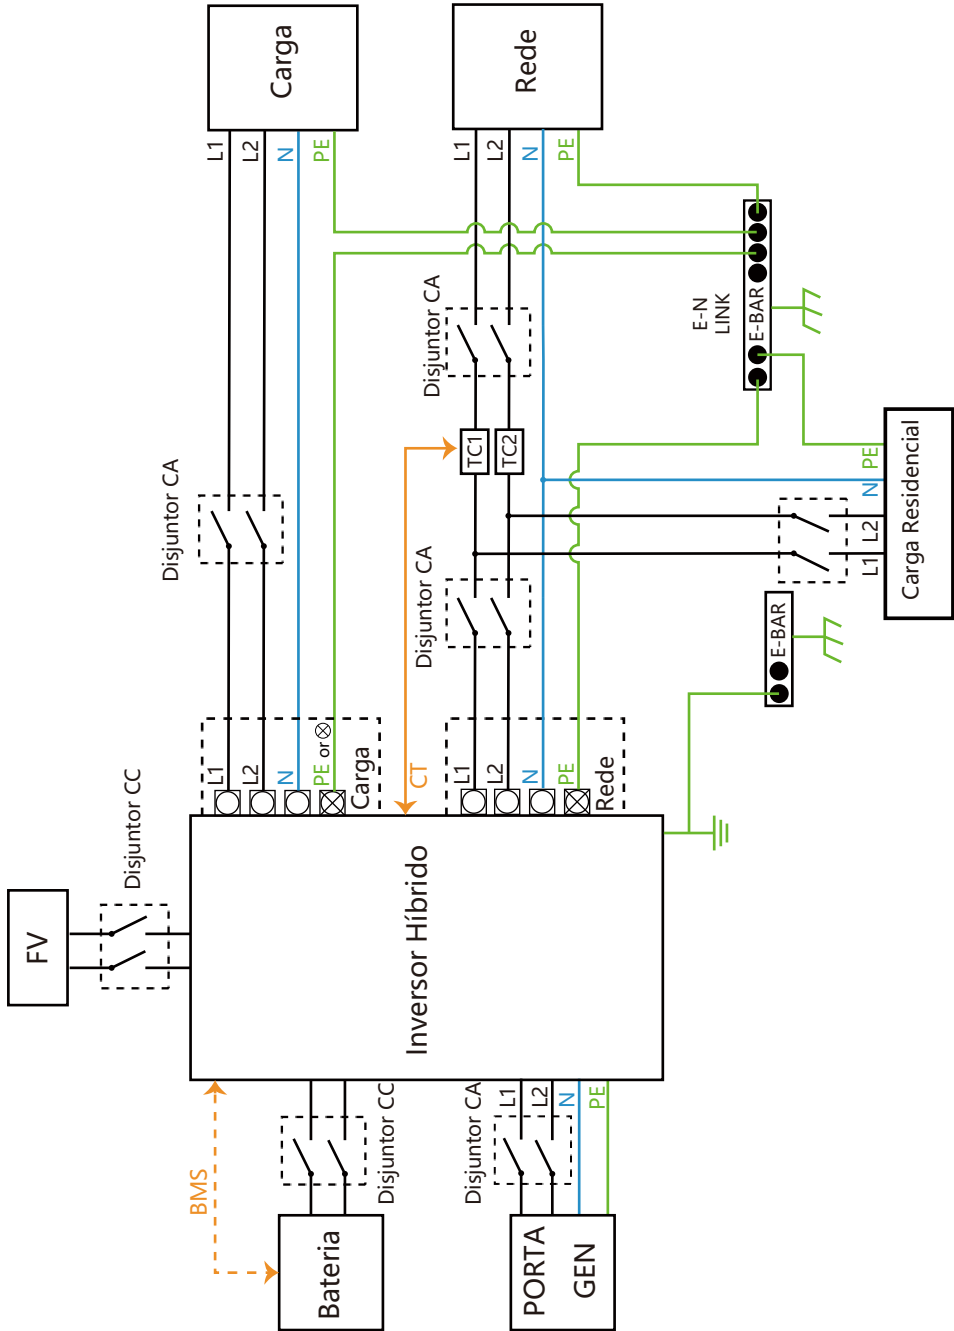 Carga
Rede
L1
L2
N
PE
L1
L2
N
PE
E-N
LINK
E-BAR
Disjuntor CA
Disjuntor CA
TC1
TC2
Disjuntor CA
Carga Residencial
L1
L2
N
PE
E-BAR
L1
L2
N
PE or
Carga
CT
L1
L2
N
PE
Rede
Disjuntor CC
FV
Inversor Híbrido
BMS
Disjuntor CC
Disjuntor CA
L1
L2
N
PE
Bateria
PORTA
GEN